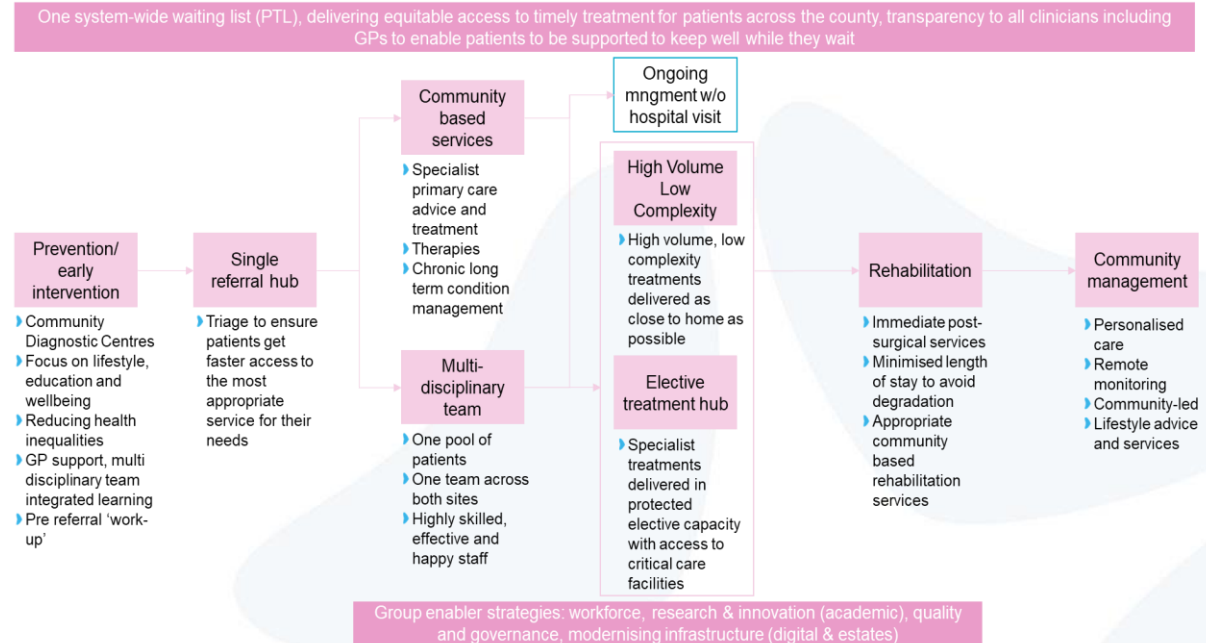 One system-wide waiting list (PTL), delivering equitable access to timely treatment for patients across the county, transparency to all clinicians including
GPs to enable patients to be supported to keep well while they wait
Prevention/
early
intervention
Community
Diagnostic Centres
Focus on lifestyle,
education and
wellbeing
Reducing health
inequalities
GP support, multi
disciplinary team
integrated learning
Pre referral ‘work-
up’
Single
referral hub
Triage to ensure
patients get
faster access to
the most
appropriate
service for their
needs
Community
based
services
Specialist
primary care
advice and
treatment
Therapies
Chronic long
term condition
management
Multi-
disciplinary
team
One pool of
patients
One team across
both sites
Highly skilled,
effective and
happy staff
Ongoing
mngment w/o
hospital visit
High Volume
Low
Complexity
High volume, low
complexity
treatments
delivered as
close to home as
possible
Elective
treatment hub
Specialist
treatments
delivered in
protected
elective capacity
with access to
critical care
facilities
Rehabilitation
Immediate post-
surgical services
Minimised length
of stay to avoid
degradation
Appropriate
community
based
rehabilitation
services
Community
management
Personalised
care
Remote
monitoring
Community-led
Lifestyle advice
and services
Group enabler strategies: workforce, research & innovation (academic), quality
and governance, modernising infrastructure (digital & estates)